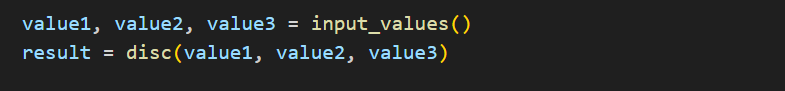 value1, value2, value3 = input_values()
result = disc(value1, value2, value3)